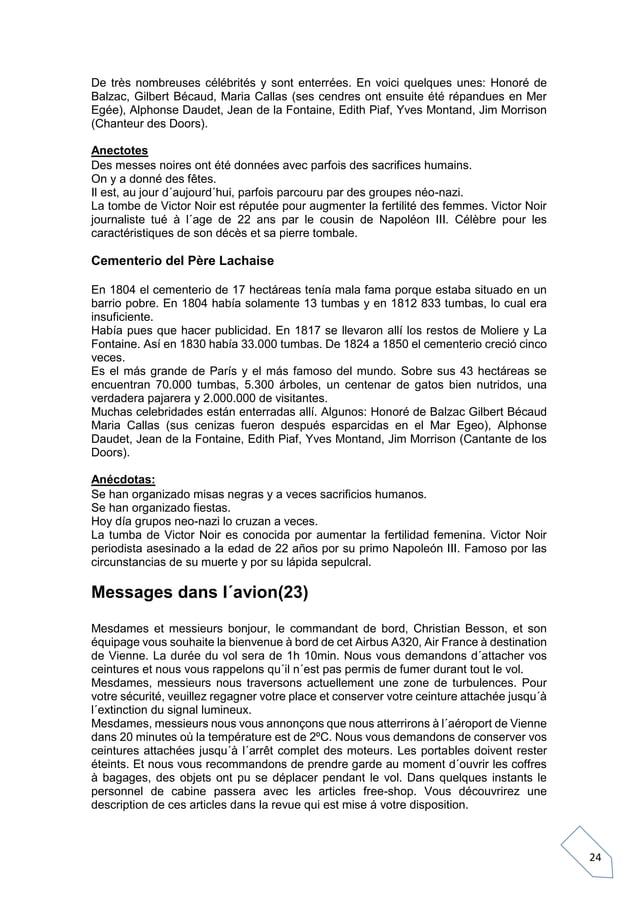 De très nombreuses célébrités y sont enterrées. En voici quelques unes: Honoré de
Balzac, Gilbert Bécaud, Maria Callas (ses cendres ont ensuite été répandues en Mer
Egée), Alphonse Daudet, Jean de la Fontaine, Edith Piaf, Yves Montand, Jim Morrison
(Chanteur des Doors).
Anectotes
Des messes noires ont été données avec parfois des sacrifices humains.
On y a donné des fêtes.
Il est, au jour d´aujourd´hui, parfois parcouru par des groupes néo-nazi.
La tombe de Victor Noir est réputée pour augmenter la fertilité des femmes. Victor Noir
journaliste tué à l´age de 22 ans par le cousin de Napoléon III. Célèbre pour les
caractéristiques de son décès et sa pierre tombale.
Cementerio del Père Lachaise
En 1804 el cementerio de 17 hectáreas tenía mala fama porque estaba situado en un
barrio pobre. En 1804 había solamente 13 tumbas y en 1812 833 tumbas, lo cual era
insuficiente.
Había pues que hacer publicidad. En 1817 se llevaron allí los restos de Moliere y La
Fontaine. Así en 1830 había 33.000 tumbas. De 1824 a 1850 el cementerio creció cinco
veces.
Es el más grande de París y el más famoso del mundo. Sobre sus 43 hectáreas se
encuentran 70.000 tumbas, 5.300 árboles, un centenar de gatos bien nutridos, una
verdadera pajarera y 2.000.000 de visitantes.
Muchas celebridades están enterradas allí. Algunos: Honoré de Balzac Gilbert Bécaud
Maria Callas (sus cenizas fueron después esparcidas en el Mar Egeo), Alphonse
Daudet, Jean de la Fontaine, Edith Piaf, Yves Montand, Jim Morrison (Cantante de los
Doors).
Anécdotas:
Se han organizado misas negras y a veces sacrificios humanos.
Se han organizado fiestas.
Hoy día grupos neo-nazi lo cruzan a veces.
La tumba de Victor Noir es conocida por aumentar la fertilidad femenina. Victor Noir
periodista asesinado a la edad de 22 años por su primo Napoleón III. Famoso por las
circunstancias de su muerte y por su lápida sepulcral.
Messages dans l´avion(23)
Mesdames et messieurs bonjour, le commandant de bord, Christian Besson, et son
équipage vous souhaite la bienvenue à bord de cet Airbus A320, Air France à destination
de Vienne. La durée du vol sera de 1h 10min. Nous vous demandons d´attacher vos
ceintures et nous vous rappelons qu´il n´est pas permis de fumer durant tout le vol.
Mesdames, messieurs nous traversons actuellement une zone de turbulences. Pour
votre sécurité, veuillez regagner votre place et conserver votre ceinture attachée jusqu´à
l´extinction du signal lumineux.
Mesdames, messieurs nous vous annonçons que nous atterrirons à l´aéroport de Vienne
dans 20 minutes où la température est de 2ºC. Nous vous demandons de conserver vos
ceintures attachées jusqu´à l´arrêt complet des moteurs. Les portables doivent rester
éteints. Et nous vous recommandons de prendre garde au moment d´ouvrir les coffres
à bagages, des objets ont pu se déplacer pendant le vol. Dans quelques instants le
personnel de cabine passera avec les articles free-shop. Vous découvrirez une
description de ces articles dans la revue qui est mise á votre disposition.
24